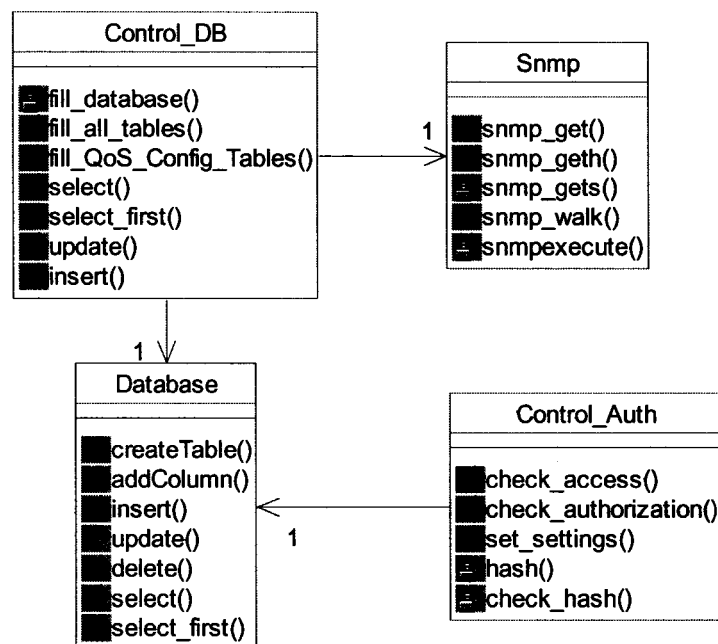 Control_DB
fill_database()
fill_all_tables()
fill_QoS_Config_Tables()
select()
select_first()
update()
insert()
1
Snmp
snmp_get()
snmp_geth()
snmp_gets()
snmp_walk()
snmpexecute()
1
Database
createTable()
addColumn()
insert()
update()
delete()
select()
select_first()
1
Control_Auth
check_access()
check_authorization()
set_settings()
hash()
check_hash()